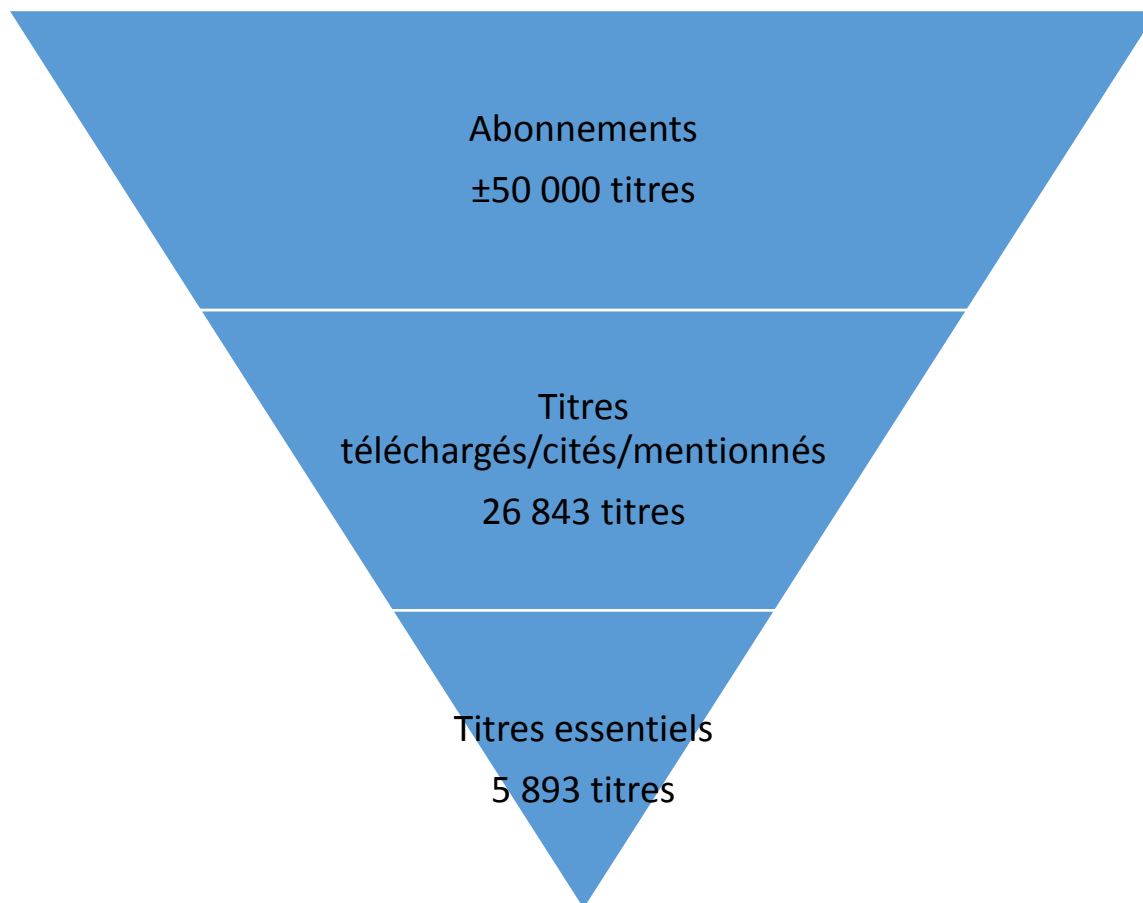 Abonnements
±50 000 titres
Titres
téléchargés/cités/mentionnés
26 843 titres
Titres essentiels
5 893 titres